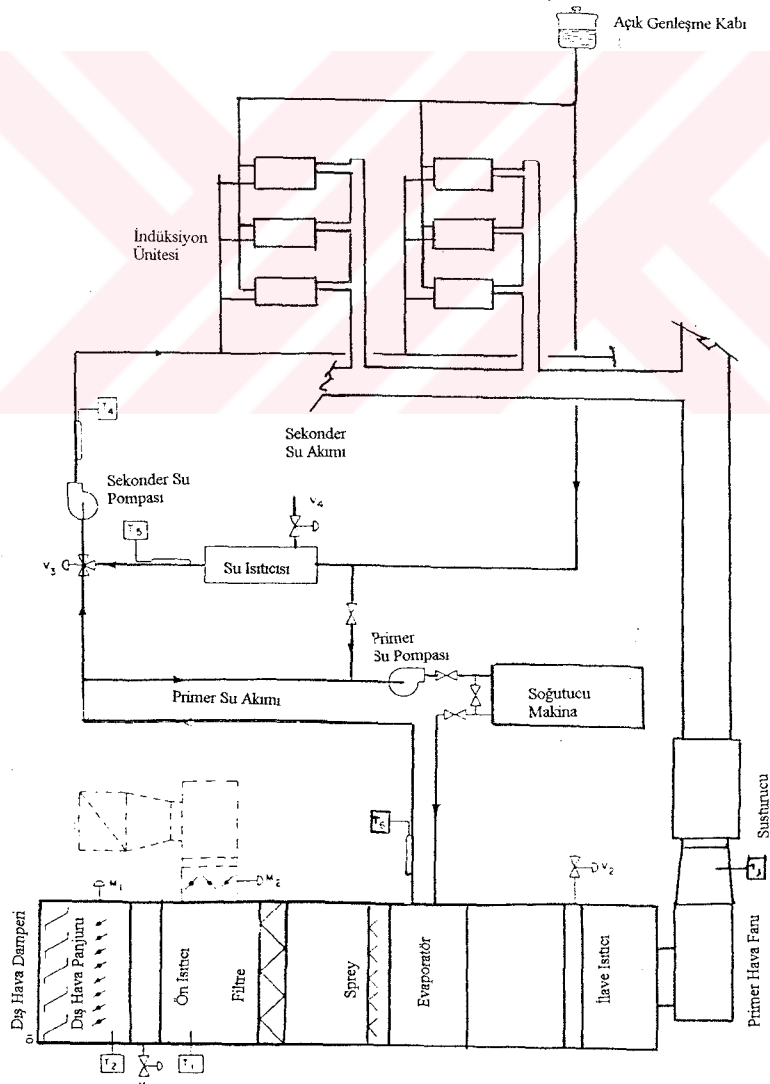 Açık Genleşme Kabı
İndüksiyon
Ünitesi
T4
Sekonder
Su Akımı
Sekonder Su
Pompası
V4
T5
V3
Su Isıtıcısı
Primer
Su Pompası
Primer Su Akımı
Soğutucu
Makina
T6
Susturucu
T3
M1
M2
V2
Dış Hava Damperi
Dış Hava Panjuru
Ön Isıtıcı
Filtre
Sprey
Evaporatör
İlave Isıtıcı
Primer Hava Fanı
T2
T1